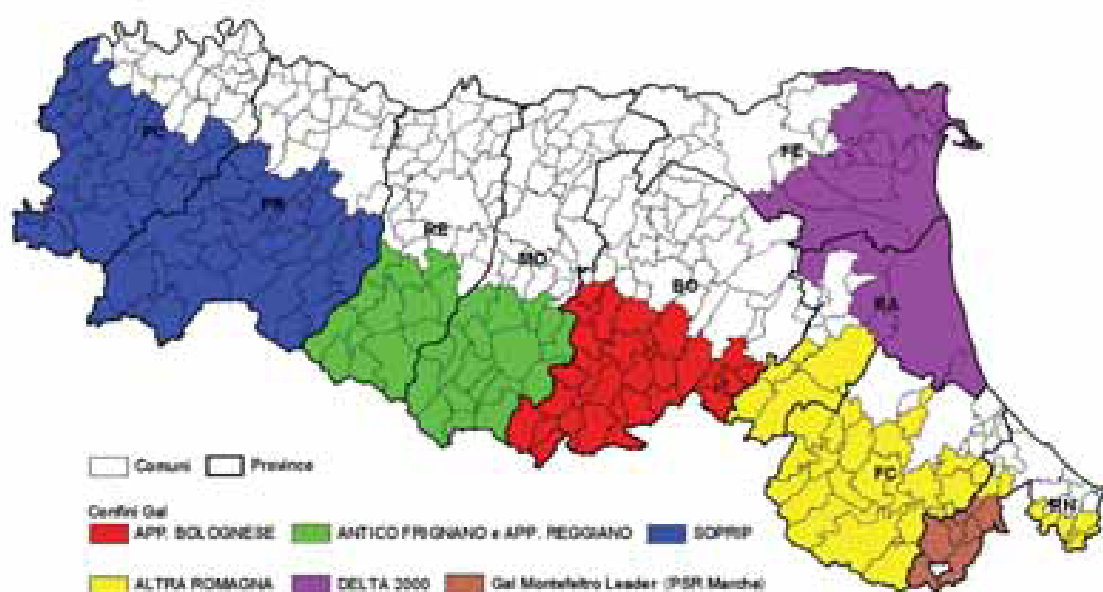 PC
PR
RE
MO
BO
FE
RA
FC
RN
Comuni Province
Confini Gal
APP. BOLOGNESE ANTICO FRIGNANO e APP. REGGIANO SOPRIP
ALTRA ROMAGNA DELTA 2000 Gal Montefeltro Leader (PSR Marche)